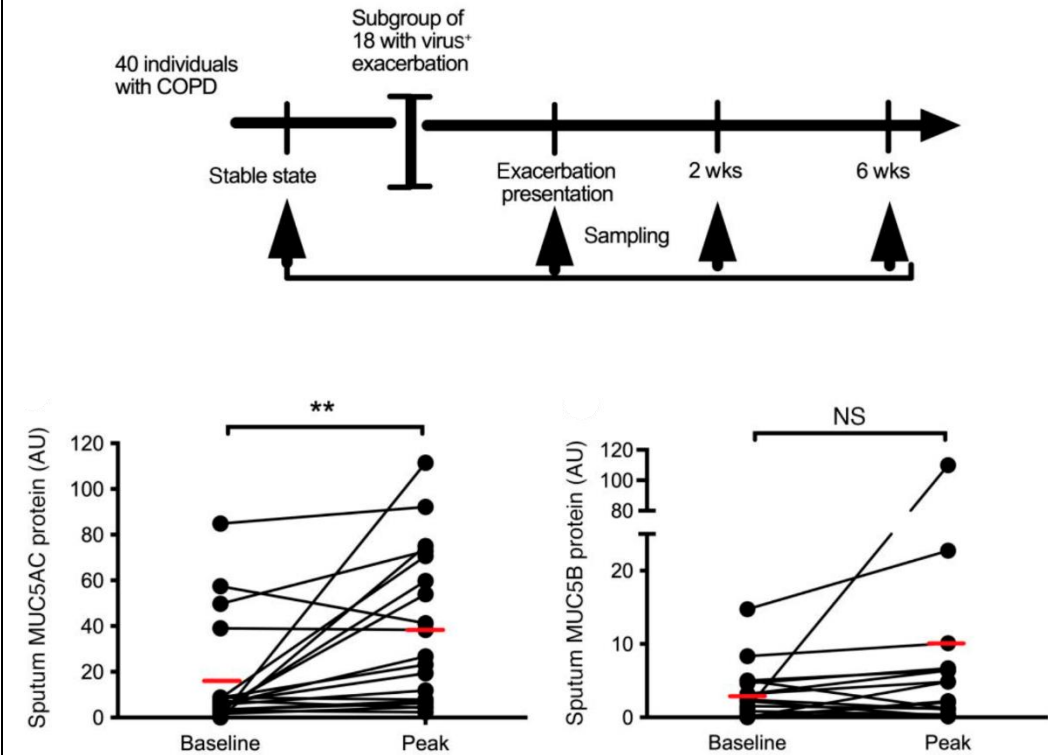 Subgroup of
18 with virus⁺
exacerbation
40 individuals
with COPD
Stable state
Exacerbation
presentation
2 wks
6 wks
Sampling
**
Sputum MUC5AC protein (AU)
120
100
80
60
40
20
0
Baseline
Peak
NS
Sputum MUC5B protein (AU)
120
100
80
20
10
0
Baseline
Peak